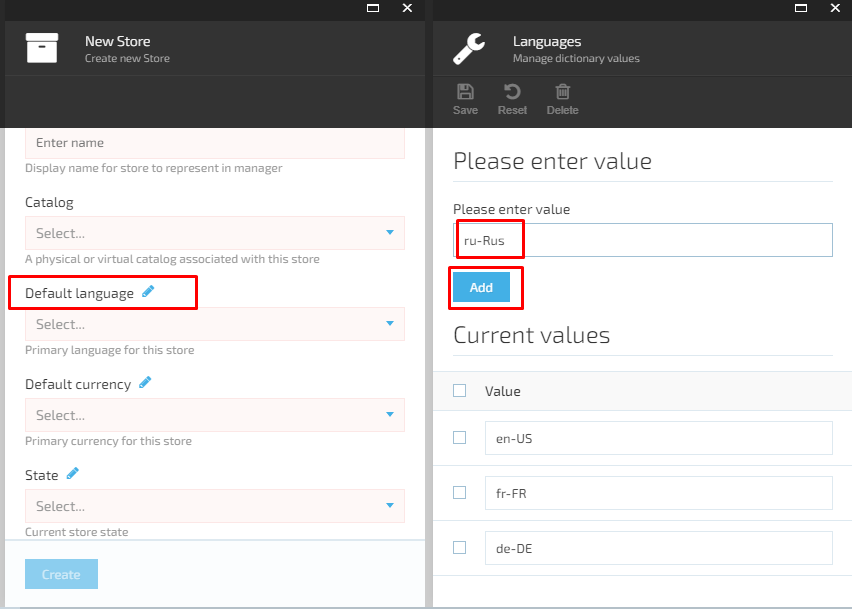 New Store
Create new Store
Enter name
Display name for store to represent in manager
Catalog
Select...
A physical or virtual catalog associated with this store
Default language
Select...
Primary language for this store
Default currency
Select...
Primary currency for this store
State
Select...
Current store state
Create
Languages
Manage dictionary values
Save Reset Delete
Please enter value
Please enter value
ru-Rus
Add
Current values
Value
en-US
fr-FR
de-DE